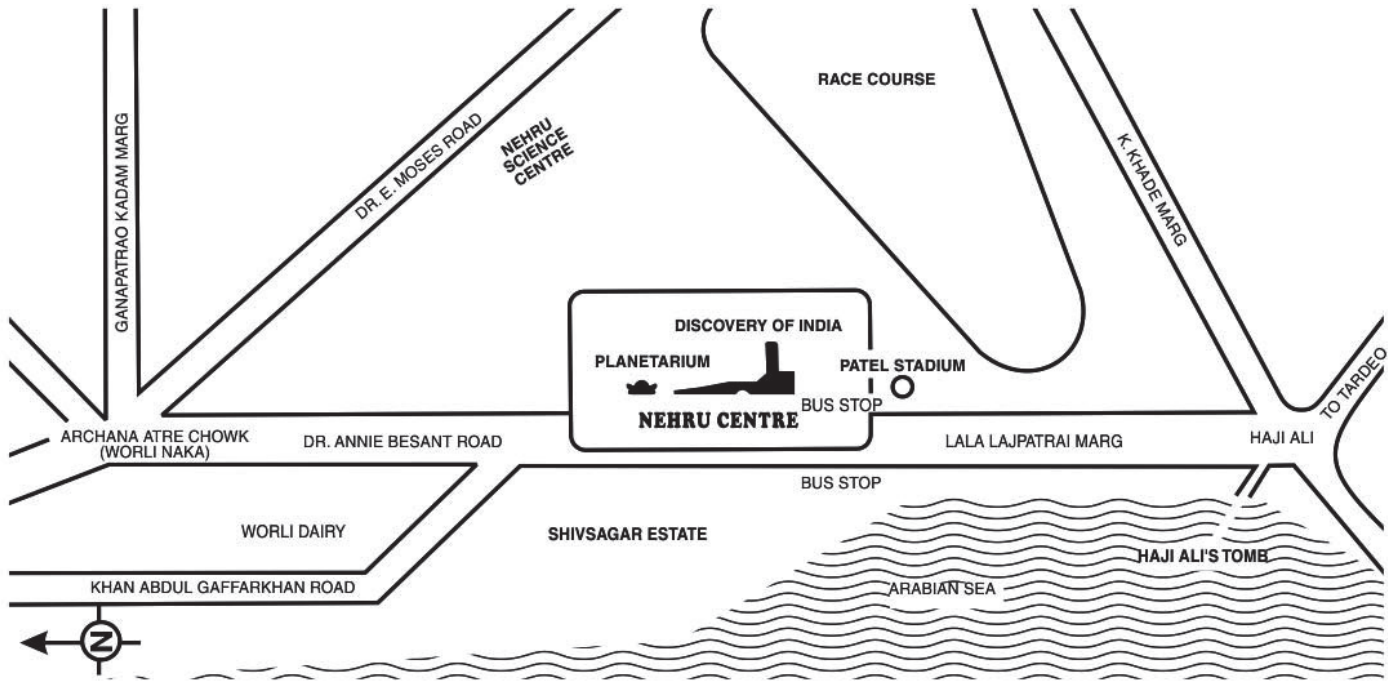 RACE COURSE
GANAPATRAO KADAM MARG
DR. E. MOSES ROAD
NEHRU
SCIENCE
CENTRE
K. KHADE MARG
DISCOVERY OF INDIA
PLANETARIUM
PATEL STADIUM
BUS STOP
NEHRU CENTRE
TO TARDEO
ARCHANA ATRE CHOWK
(WORLI NAKA)
DR. ANNIE BESANT ROAD
LALA LAJPATRAI MARG
HAJI ALI
BUS STOP
WORLI DAIRY
SHIVSAGAR ESTATE
HAJI ALI'S TOMB
KHAN ABDUL GAFFARKHAN ROAD
ARABIAN SEA
N